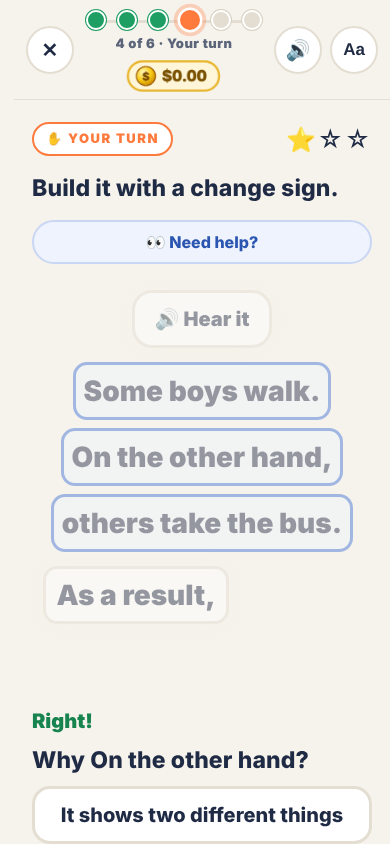 4 of 6 · Your turn
$0.00
Aa
YOUR TURN
Build it with a change sign.
Need help?
Hear it
Some boys walk.
On the other hand,
others take the bus.
As a result,
Right!
Why On the other hand?
It shows two different things